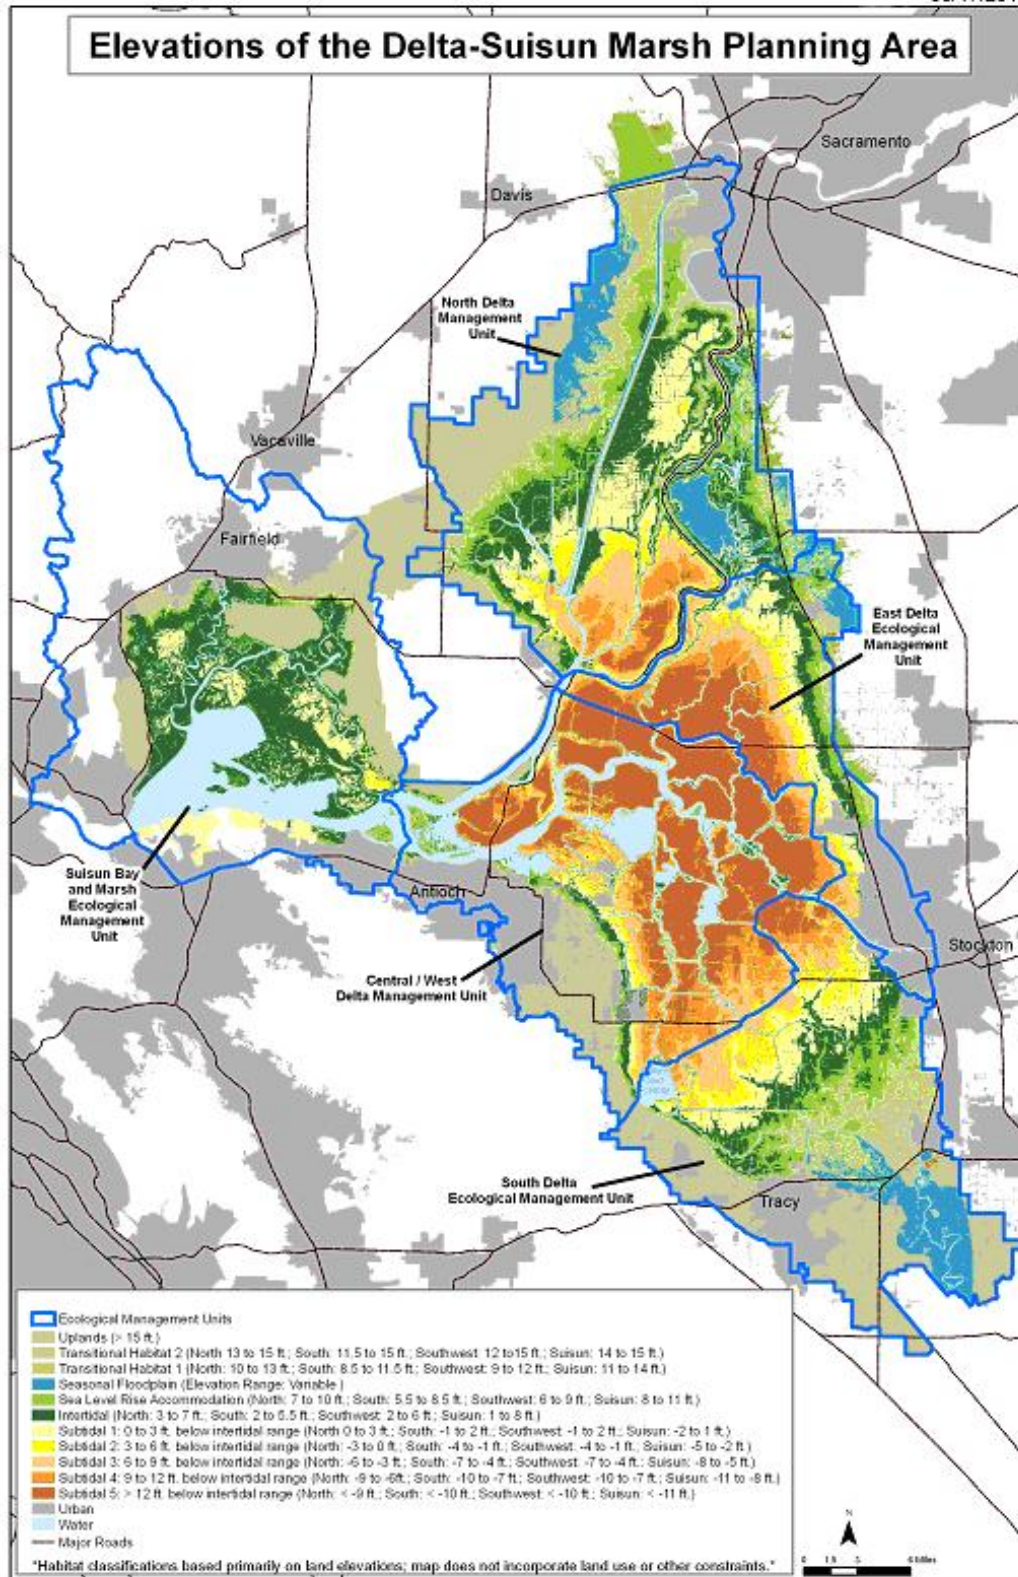 Elevations of the Delta-Suisun Marsh Planning Area
Sacramento
Davis
North Delta
Management
Unit
Vacaville
Fairfield
East Delta
Ecological
Management
Unit
Suisun Bay
and Marsh
Ecological
Management
Unit
Antioch
Stockton
Central / West
Delta Management Unit
South Delta
Ecological Management Unit
Tracy
Ecological Management Units
Uplands (> 15 ft.)
Transitional Habitat 2 (North 13 to 15 ft.; South: 11.5 to 15 ft.; Southwest: 12 to15 ft.; Suisun: 14 to 15 ft.)
Transitional Habitat 1 (North: 10 to 13 ft.; South: 8.5 to 11.5 ft.; Southwest: 9 to 12 ft.; Suisun: 11 to 14 ft.)
Seasonal Floodplain (Elevation Range: Variable )
Sea Level Rise Accommodation (North: 7 to 10 ft.; South: 5.5 to 8.5 ft.; Southwest: 6 to 9 ft.; Suisun: 8 to 11 ft.)
Intertidal (North: 3 to 7 ft.; South: 2 to 5.5 ft.; Southwest: 2 to 6 ft.; Suisun: 1 to 8 ft.)
Subtidal 1: 0 to 3 ft. below intertidal range (North 0 to 3 ft.; South: -1 to 2 ft.; Southwest: -1 to 2 ft.; Suisun: -2 to 1 ft.)
Subtidal 2: 3 to 6 ft. below intertidal range (North: -3 to 0 ft.; South: -4 to -1 ft.; Southwest: -4 to -1 ft.; Suisun: -5 to -2 ft.)
Subtidal 3: 6 to 9 ft. below intertidal range (North: -6 to -3 ft.; South: -7 to -4 ft.; Southwest: -7 to -4 ft.; Suisun: -8 to -5 ft.)
Subtidal 4: 9 to 12 ft. below intertidal range (North: -9 to -6ft.; South: -10 to -7 ft.; Southwest: -10 to -7 ft.; Suisun: -11 to -8 ft.)
Subtidal 5: > 12 ft. below intertidal range (North: < -9 ft.; South: < -10 ft.; Southwest: < -10 ft.; Suisun: < -11 ft.)
Urban
Water
Major Roads
*Habitat classifications based primarily on land elevations; map does not incorporate land use or other constraints.*
N
0 1.5 3 6 Miles